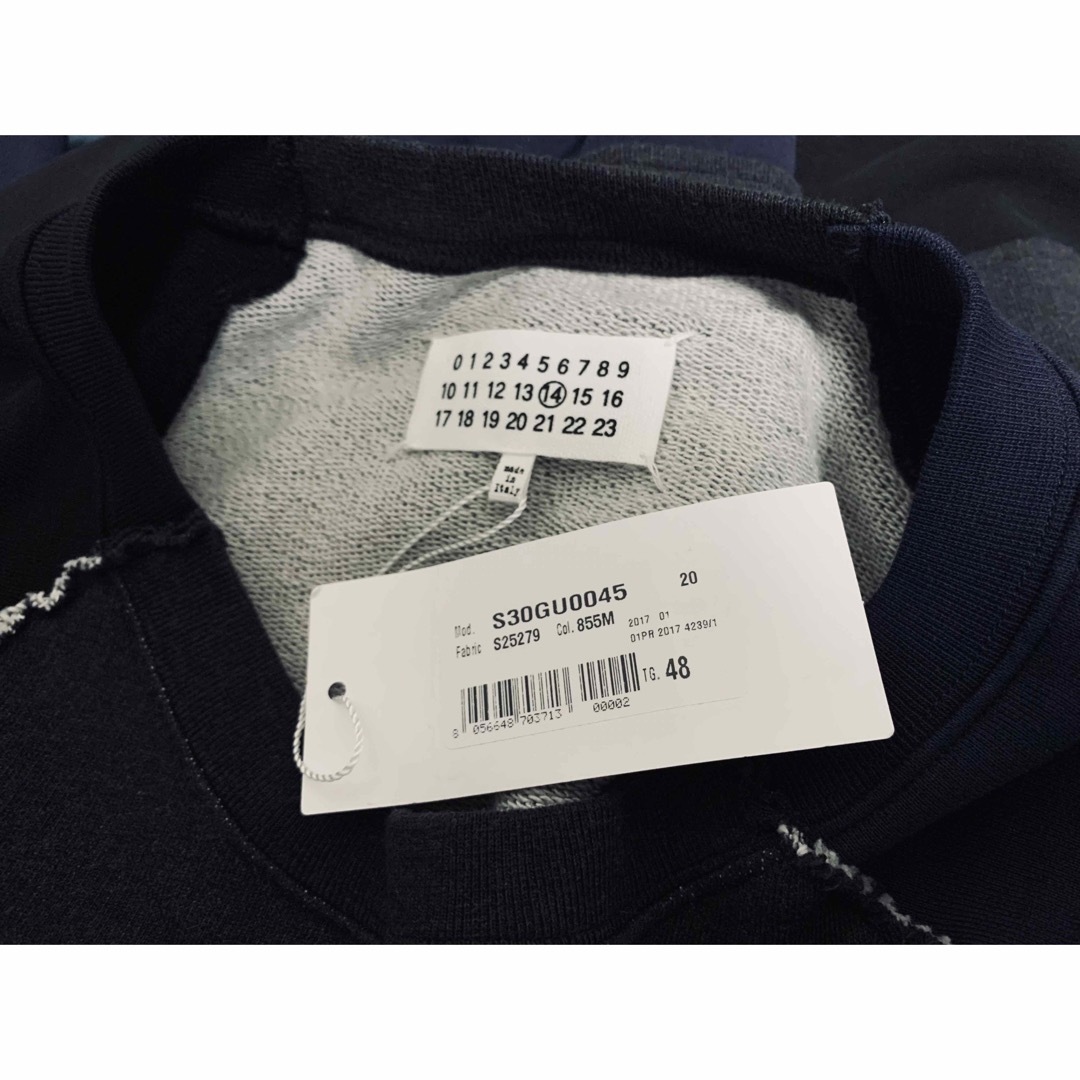 0 1 2 3 4 5 6 7 8 9
10 11 12 13 14 15 16
17 18 19 20 21 22 23
made
in
Italy
Mod. S30GU0045 20
Fabric S25279 Col. 855M 2017 01
01PR 2017 4239/1
TG. 48
8 056648 703713 00002